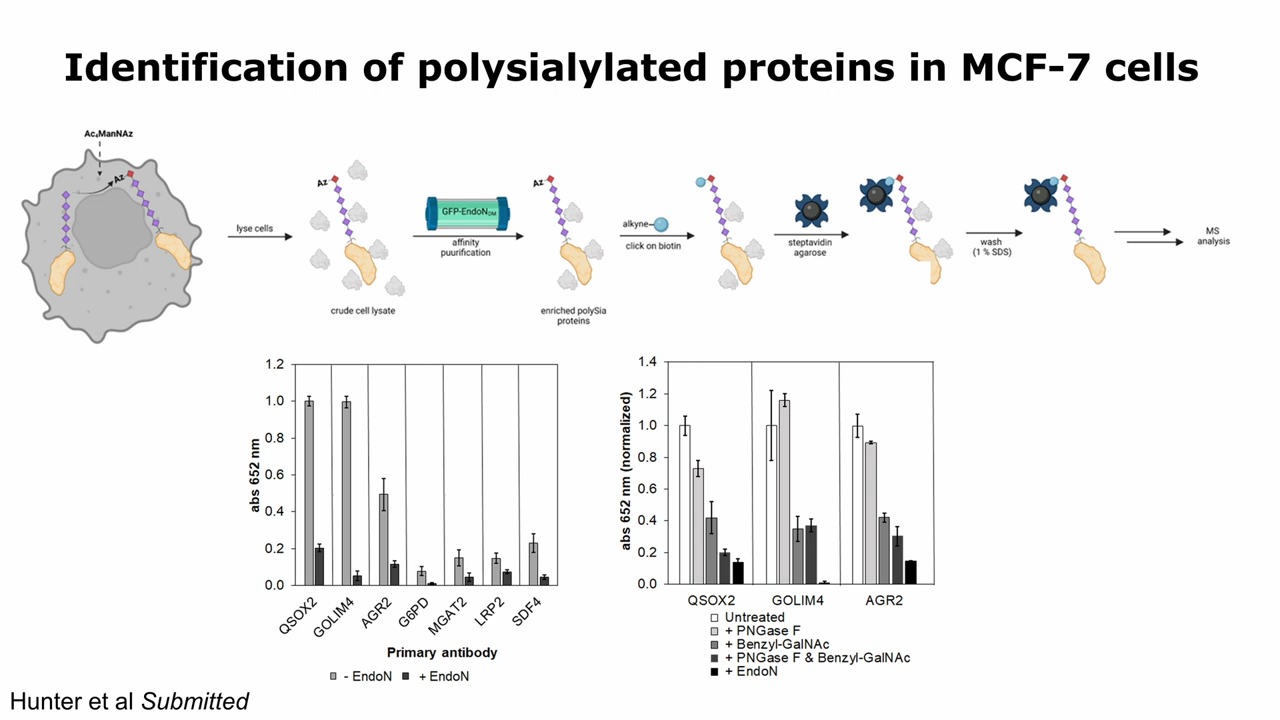 Identification of polysialylated proteins in MCF-7 cells
Ac₄ManNAz
Az
lyse cells
Az
crude cell lysate
GFP-EndoN_DM
affinity
puurification
Az
enriched polySia
proteins
alkyne
click on biotin
steptavidin
agarose
wash
(1 % SDS)
MS
analysis
abs 652 nm
1.2
1.0
0.8
0.6
0.4
0.2
0.0
QSOX2
GOLIM4
AGR2
G6PD
MGAT2
LRP2
SDF4
Primary antibody
- EndoN + EndoN
abs 652 nm (normalized)
1.4
1.2
1.0
0.8
0.6
0.4
0.2
0.0
QSOX2 GOLIM4 AGR2
Untreated
+ PNGase F
+ Benzyl-GalNAc
+ PNGase F & Benzyl-GalNAc
+ EndoN
Hunter et al Submitted